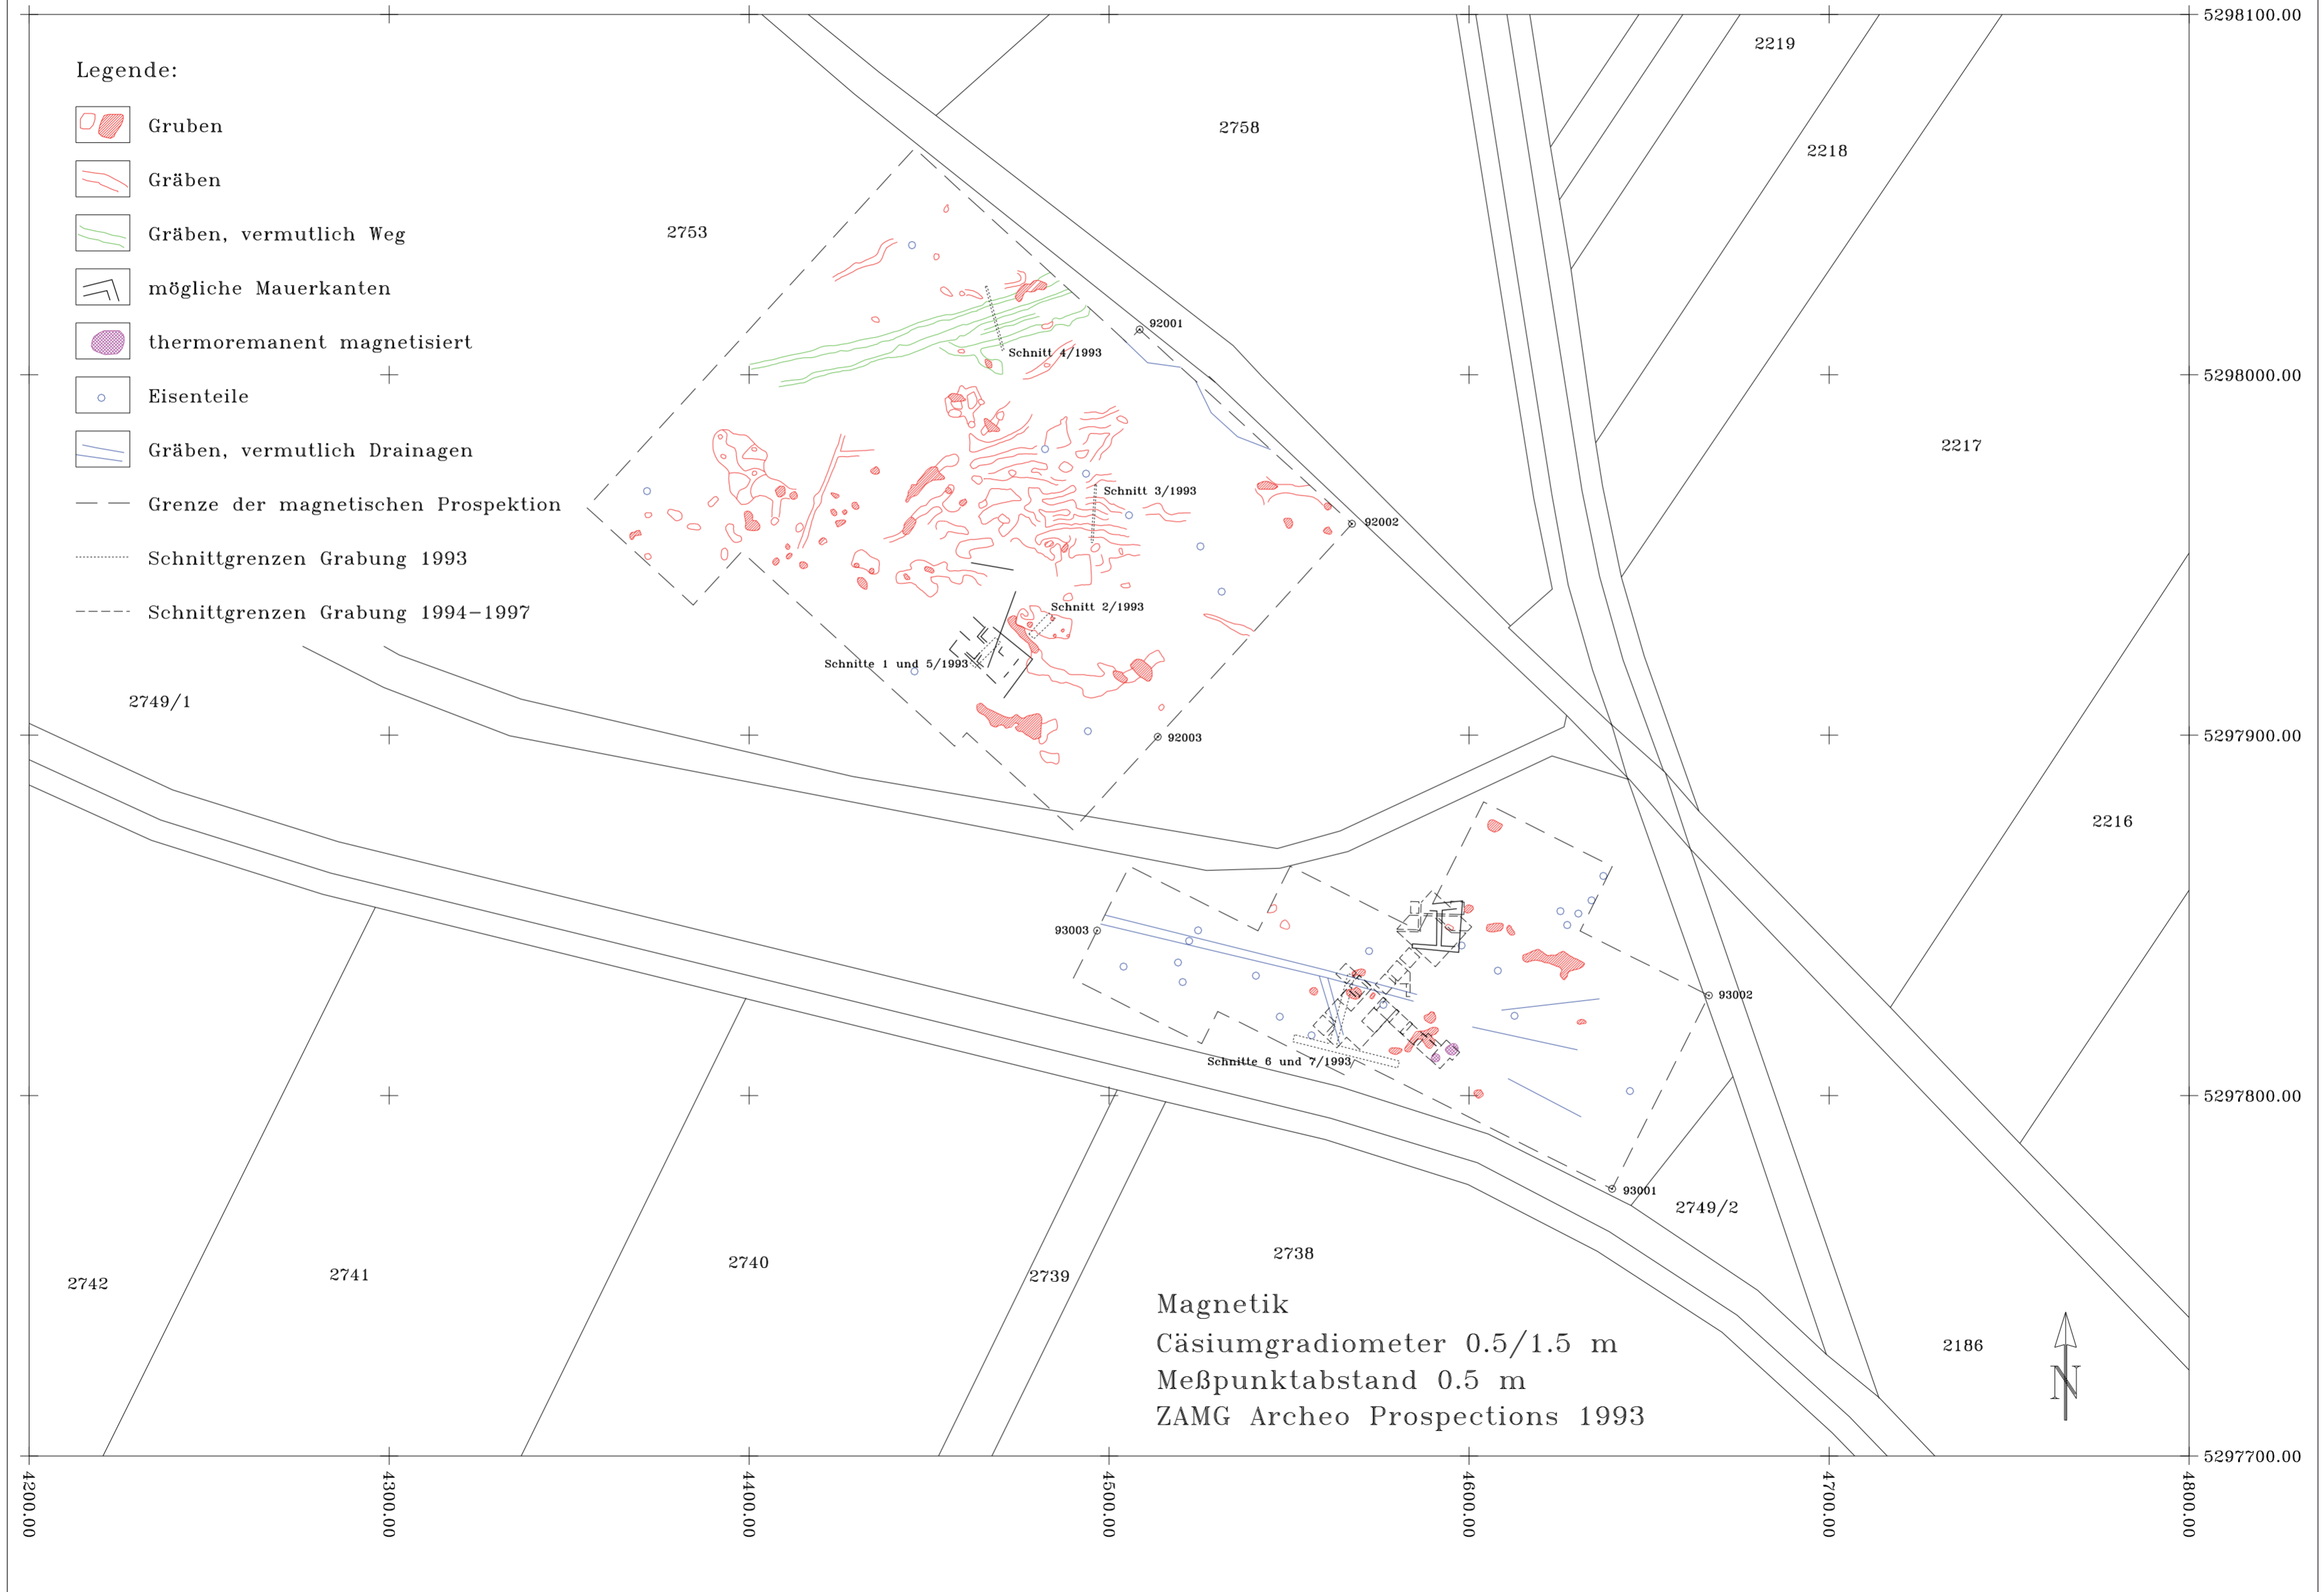 Legende:
Gruben
Gräben
Gräben, vermutlich Weg
mögliche Mauerkanten
thermoremanent magnetisiert
Eisenteile
Gräben, vermutlich Drainagen
Grenze der magnetischen Prospektion
Schnittgrenzen Grabung 1993
Schnittgrenzen Grabung 1994-1997
5298100.00
2219
2758
2218
2753
92001
Schnitt 4/1993
5298000.00
2217
Schnitt 3/1993
92002
Schnitt 2/1993
Schnitte 1 und 5/1993
2749/1
92003
5297900.00
2216
93003
93002
Schnitte 6 und 7/1993
5297800.00
93001
2749/2
2738
2740
2741
2739
2742
Magnetik
Cäsiumgradiometer 0.5/1.5 m
Meßpunktabstand 0.5 m
ZAMG Archeo Prospections 1993
2186
N
5297700.00
4200.00
4300.00
4400.00
4500.00
4600.00
4700.00
4800.00